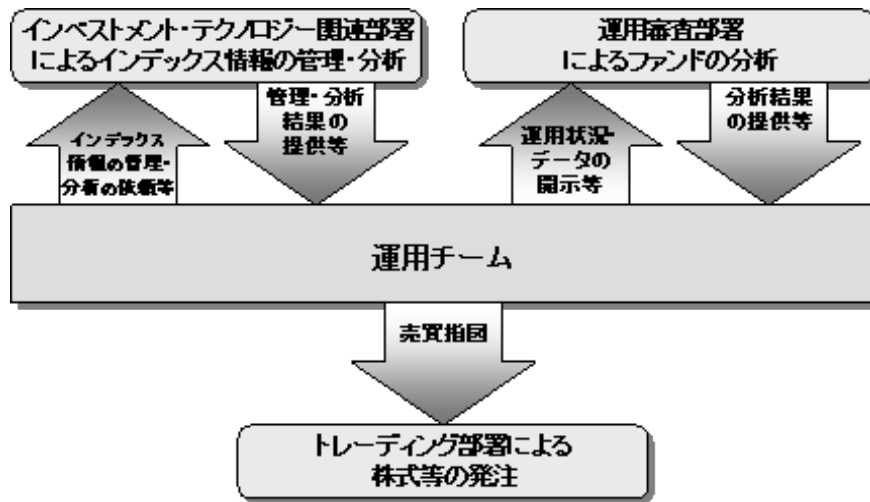 インベストメント・テクノロジー関連部署
によるインデックス情報の管理・分析
運用審査部署
によるファンドの分析
インデックス
情報の管理・
分析の依頼等
管理・分析
結果の
提供等
運用状況・
データの
開示等
分析結果
の提供等
運用チーム
売買指図
トレーディング部署による
株式等の発注